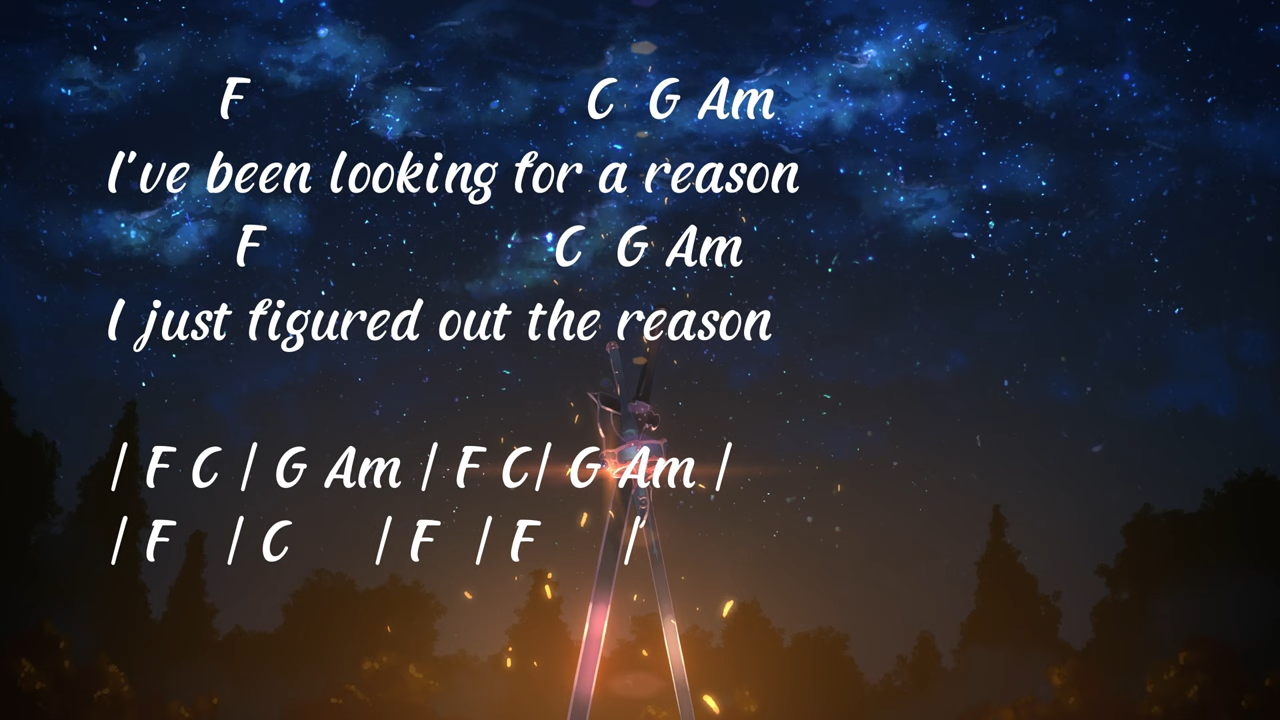 F C G Am
I've been looking for a reason
F C G Am
I just figured out the reason
| F C | G Am | F C | G Am |
| F | C | F | F |